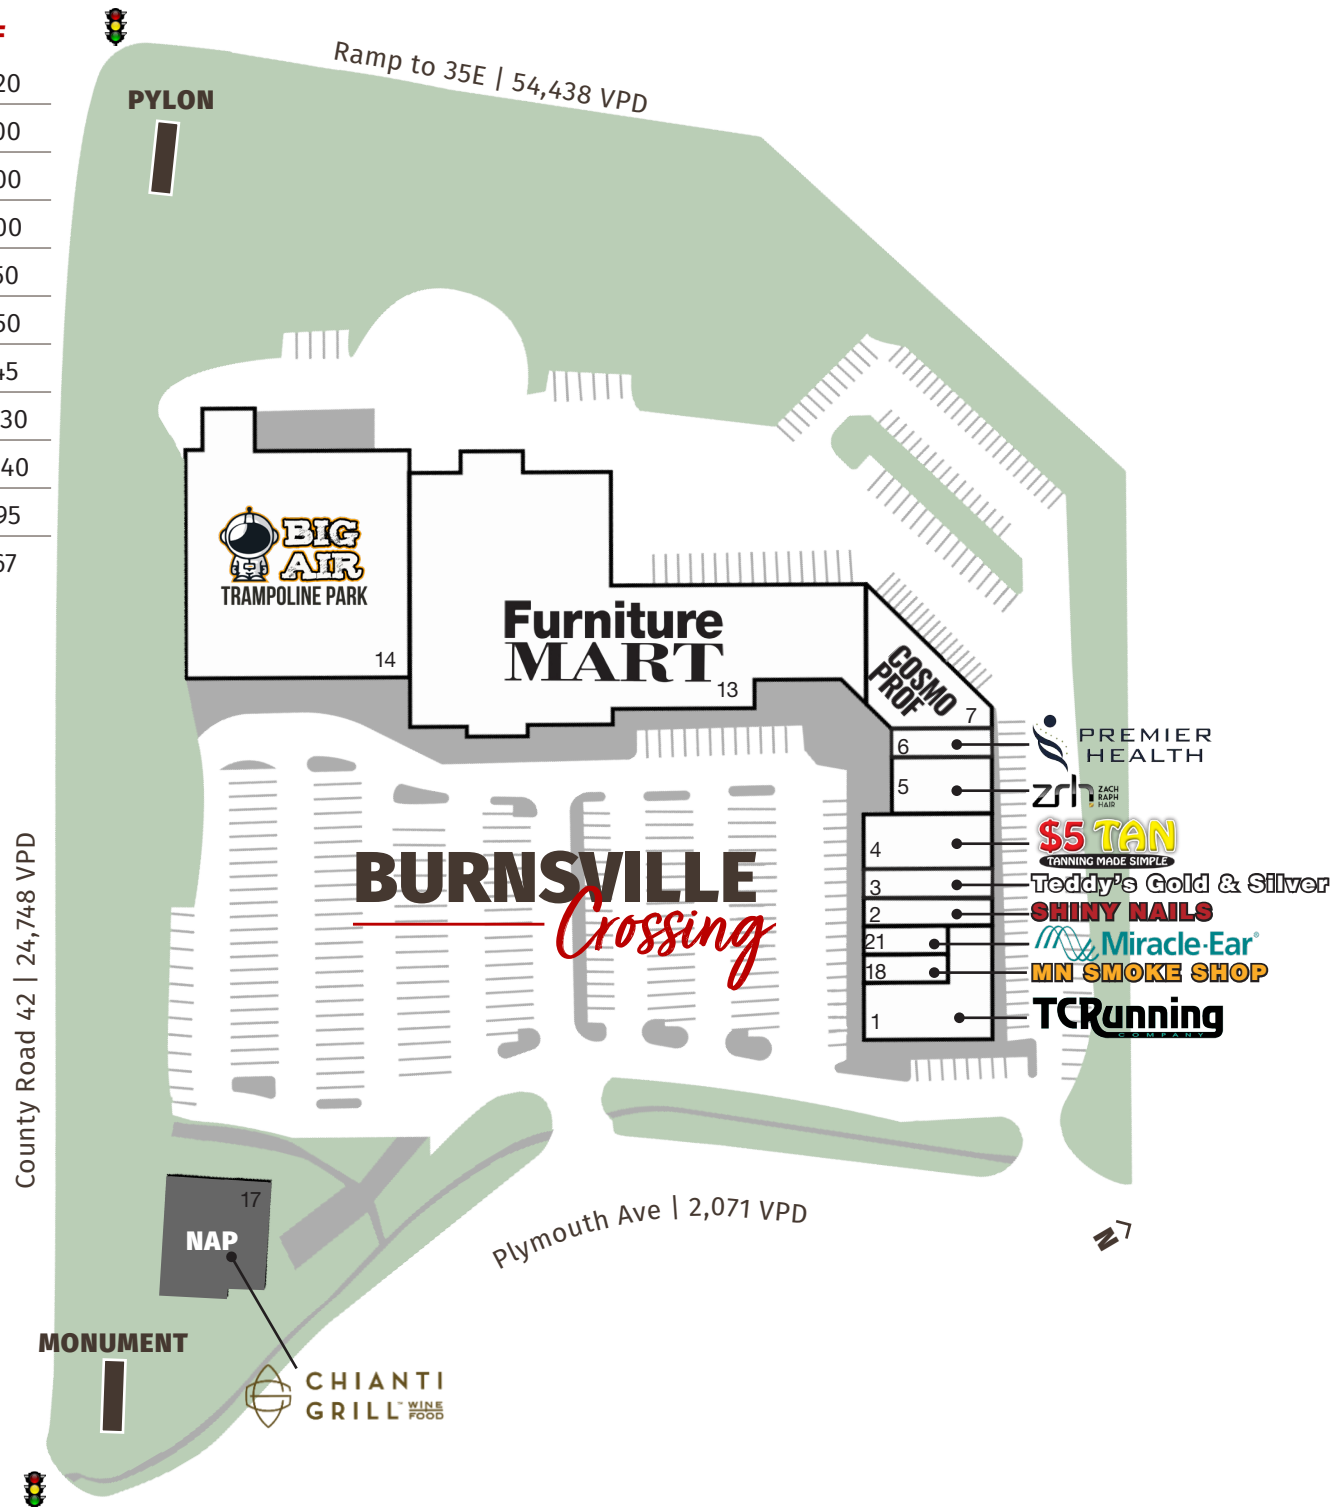 Ramp to 35E | 54,438 VPD
PYLON
20
00
00
00
50
50
45
30
40
95
67
BIG
AIR
TRAMPOLINE PARK
14
Furniture
MART
13
COSMO
PROF
7
6
PREMIER
HEALTH
5
zrh ZACH
RAPH
HAIR
4
$5 TAN
TANNING MADE SIMPLE
3
Teddy's Gold & Silver
2
SHINY NAILS
21
Miracle-Ear®
18
MN SMOKE SHOP
1
TCRunning
COMPANY
BURNSVILLE
Crossing
County Road 42 | 24,748 VPD
17
NAP
Plymouth Ave | 2,071 VPD
N
MONUMENT
CHIANTI
GRILL™ WINE
FOOD